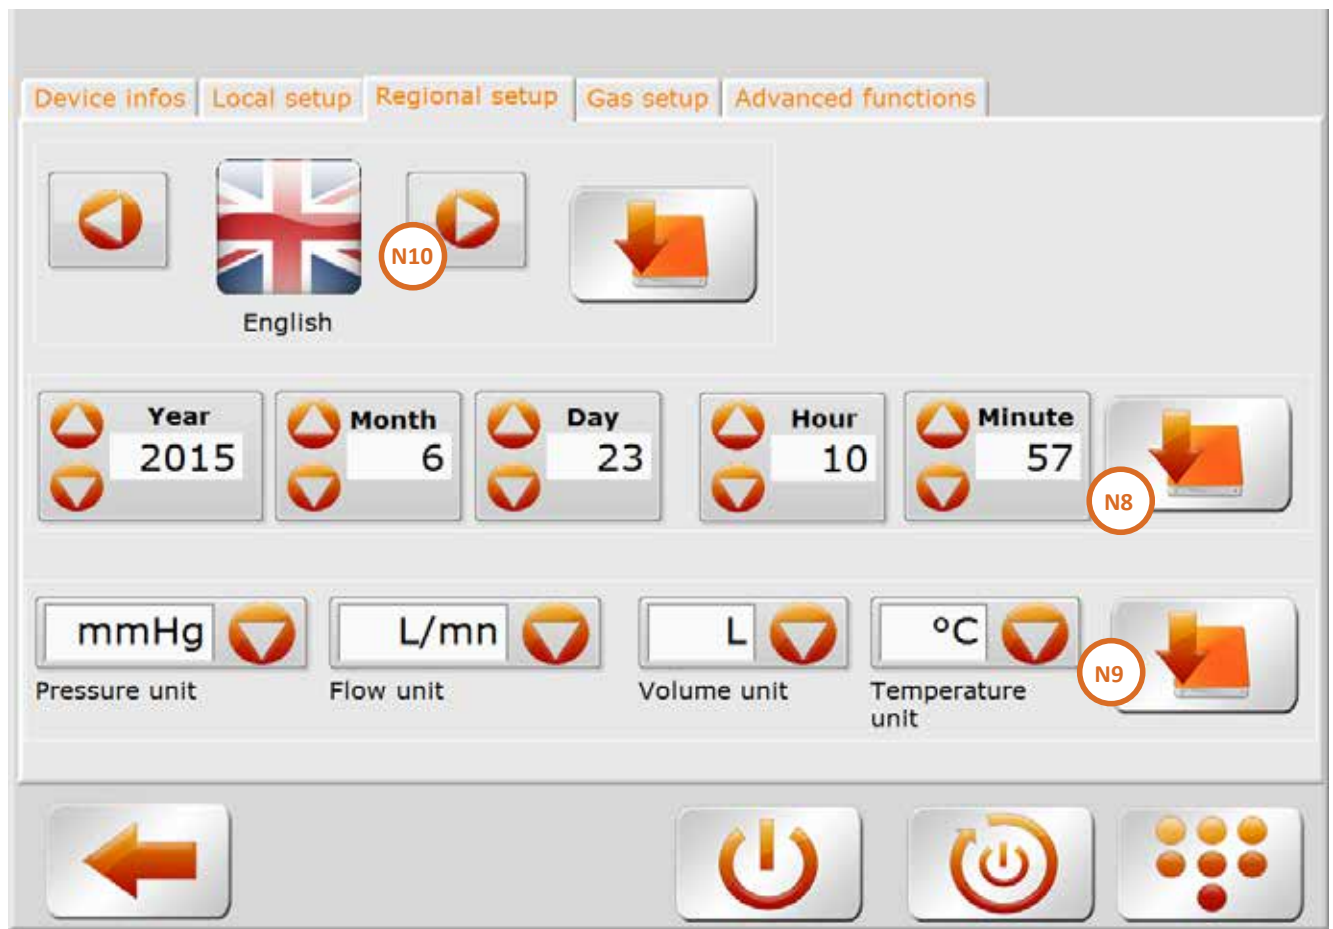 Device infos Local setup Regional setup Gas setup Advanced functions
N10
English
Year Month Day Hour Minute
2015 6 23 10 57
N8
mmHg L/mn L °C
N9
Pressure unit Flow unit Volume unit Temperature
unit